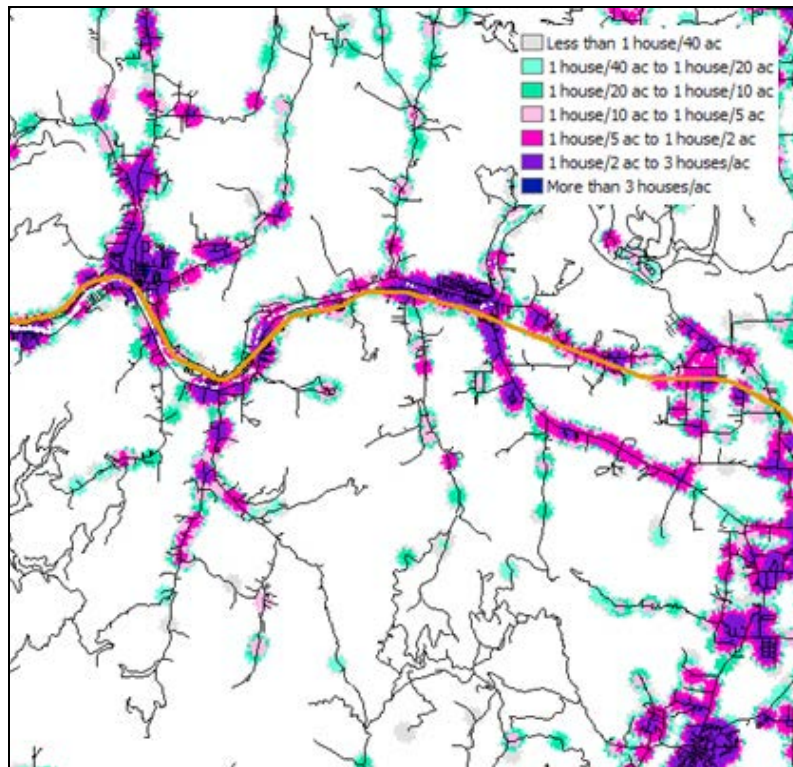 Less than 1 house/40 ac
1 house/40 ac to 1 house/20 ac
1 house/20 ac to 1 house/10 ac
1 house/10 ac to 1 house/5 ac
1 house/5 ac to 1 house/2 ac
1 house/2 ac to 3 houses/ac
More than 3 houses/ac